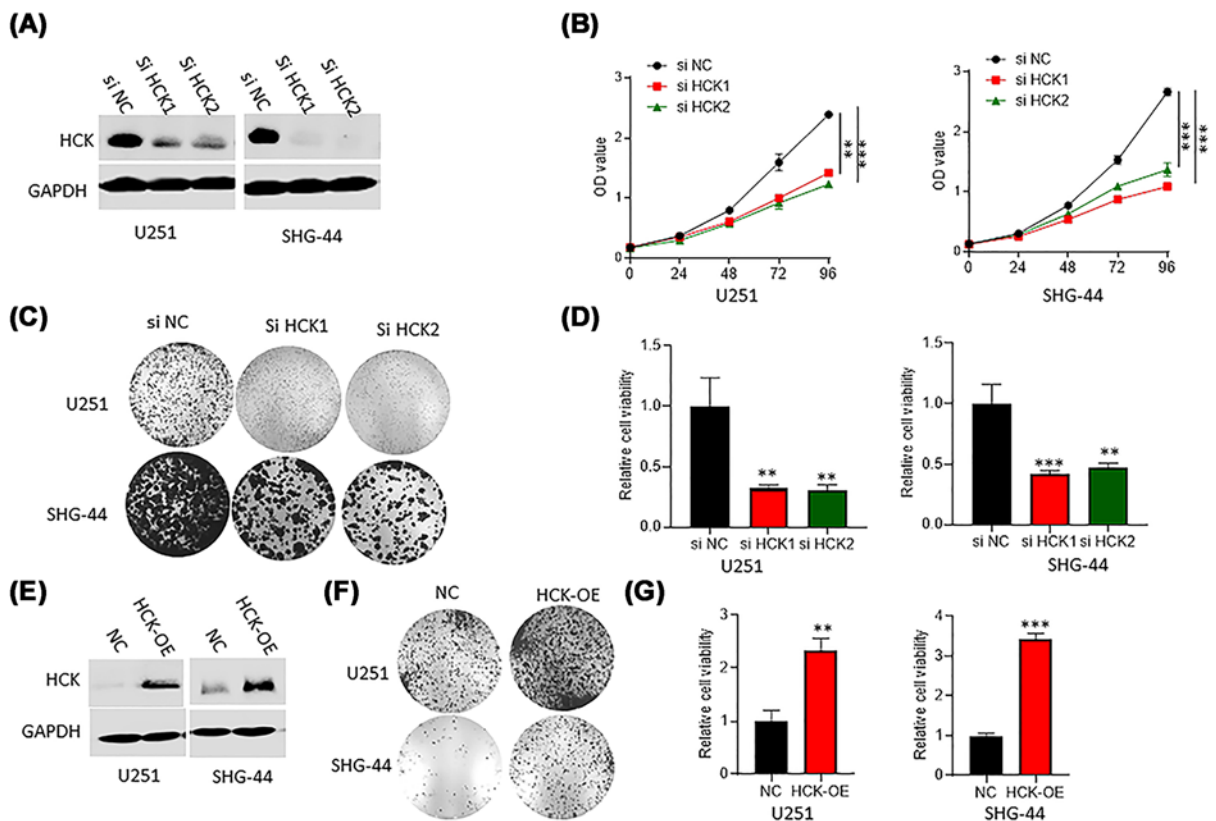 (A)
si NC
Si HCK1
Si HCK2
si NC
Si HCK1
Si HCK2
HCK
GAPDH
U251
SHG-44
(B)
si NC
si HCK1
si HCK2
OD value
3
2
1
0
0 24 48 72 96
**
***
U251
si NC
si HCK1
si HCK2
OD value
3
2
1
0
0 24 48 72 96
***
***
SHG-44
(C)
si NC Si HCK1 Si HCK2
U251
SHG-44
(D)
Relative cell viability
1.5
1.0
0.5
0.0
** **
si NC si HCK1 si HCK2
U251
Relative cell viability
1.5
1.0
0.5
0.0
*** **
si NC si HCK1 si HCK2
SHG-44
(E)
NC
HCK-OE
NC
HCK-OE
HCK
GAPDH
U251
SHG-44
(F)
NC HCK-OE
U251
SHG-44
(G)
Relative cell viability
3
2
1
0
**
NC HCK-OE
U251
Relative cell viability
4
3
2
1
0
***
NC HCK-OE
SHG-44